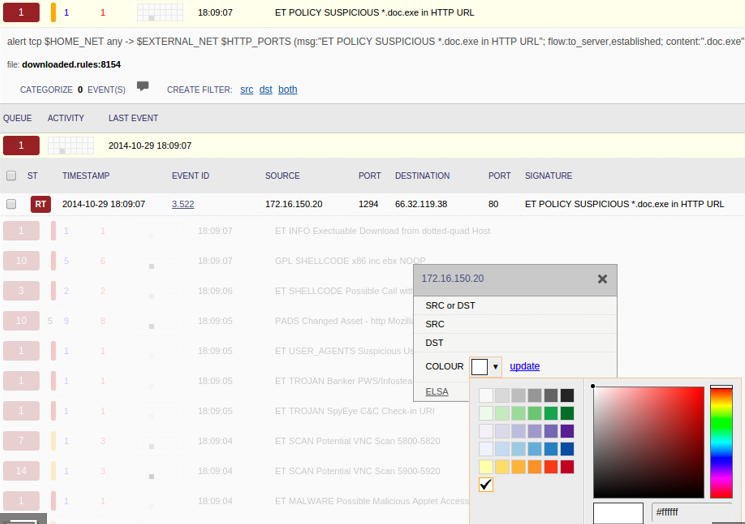 1 1 1 18:09:07 ET POLICY SUSPICIOUS *.doc.exe in HTTP URL
alert tcp $HOME_NET any -> $EXTERNAL_NET $HTTP_PORTS (msg:"ET POLICY SUSPICIOUS *.doc.exe in HTTP URL"; flow:to_server,established; content:".doc.exe"
file: downloaded.rules:8154
CATEGORIZE 0 EVENT(S) CREATE FILTER: src dst both
QUEUE ACTIVITY LAST EVENT
1 2014-10-29 18:09:07
ST TIMESTAMP EVENT ID SOURCE PORT DESTINATION PORT SIGNATURE
RT 2014-10-29 18:09:07 3.522 172.16.150.20 1294 66.32.119.38 80 ET POLICY SUSPICIOUS *.doc.exe in HTTP URL
1 1 1 18:09:07 ET INFO Exectuable Download from dotted-quad Host
10 5 6 18:09:07 GPL SHELLCODE x86 inc ebx NOOP
3 2 2 18:09:06 ET SHELLCODE Possible Call with
10 5 9 8 18:09:05 PADS Changed Asset - http Mozilla
1 1 1 18:09:05 ET USER_AGENTS Suspicious Us
1 1 1 18:09:05 ET TROJAN Banker PWS/Infostea
1 1 1 18:09:05 ET TROJAN SpyEye C&C Check-in URI
7 1 3 18:09:04 ET SCAN Potential VNC Scan 5800-5820
14 1 3 18:09:04 ET SCAN Potential VNC Scan 5900-5920
1 1 1 18:09:04 ET MALWARE Possible Malicious Applet Access
172.16.150.20
SRC or DST
SRC
DST
COLOUR update
ELSA
#ffffff